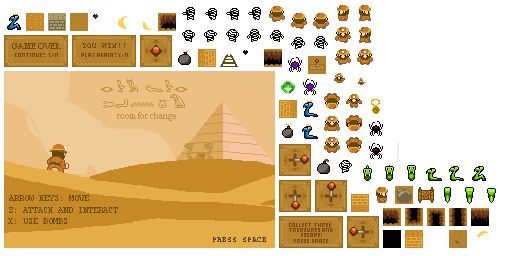 GAME OVER
CONTINUE? Y/N
YOU WIN!!
PLAY AGAIN? Y/N
room for change
ARROW KEYS: MOVE
Z: ATTACK AND INTERACT
X: USE BOMBS
PRESS SPACE
COLLECT THREE
TREASURES AND
ESCAPE!
PRESS SPACE